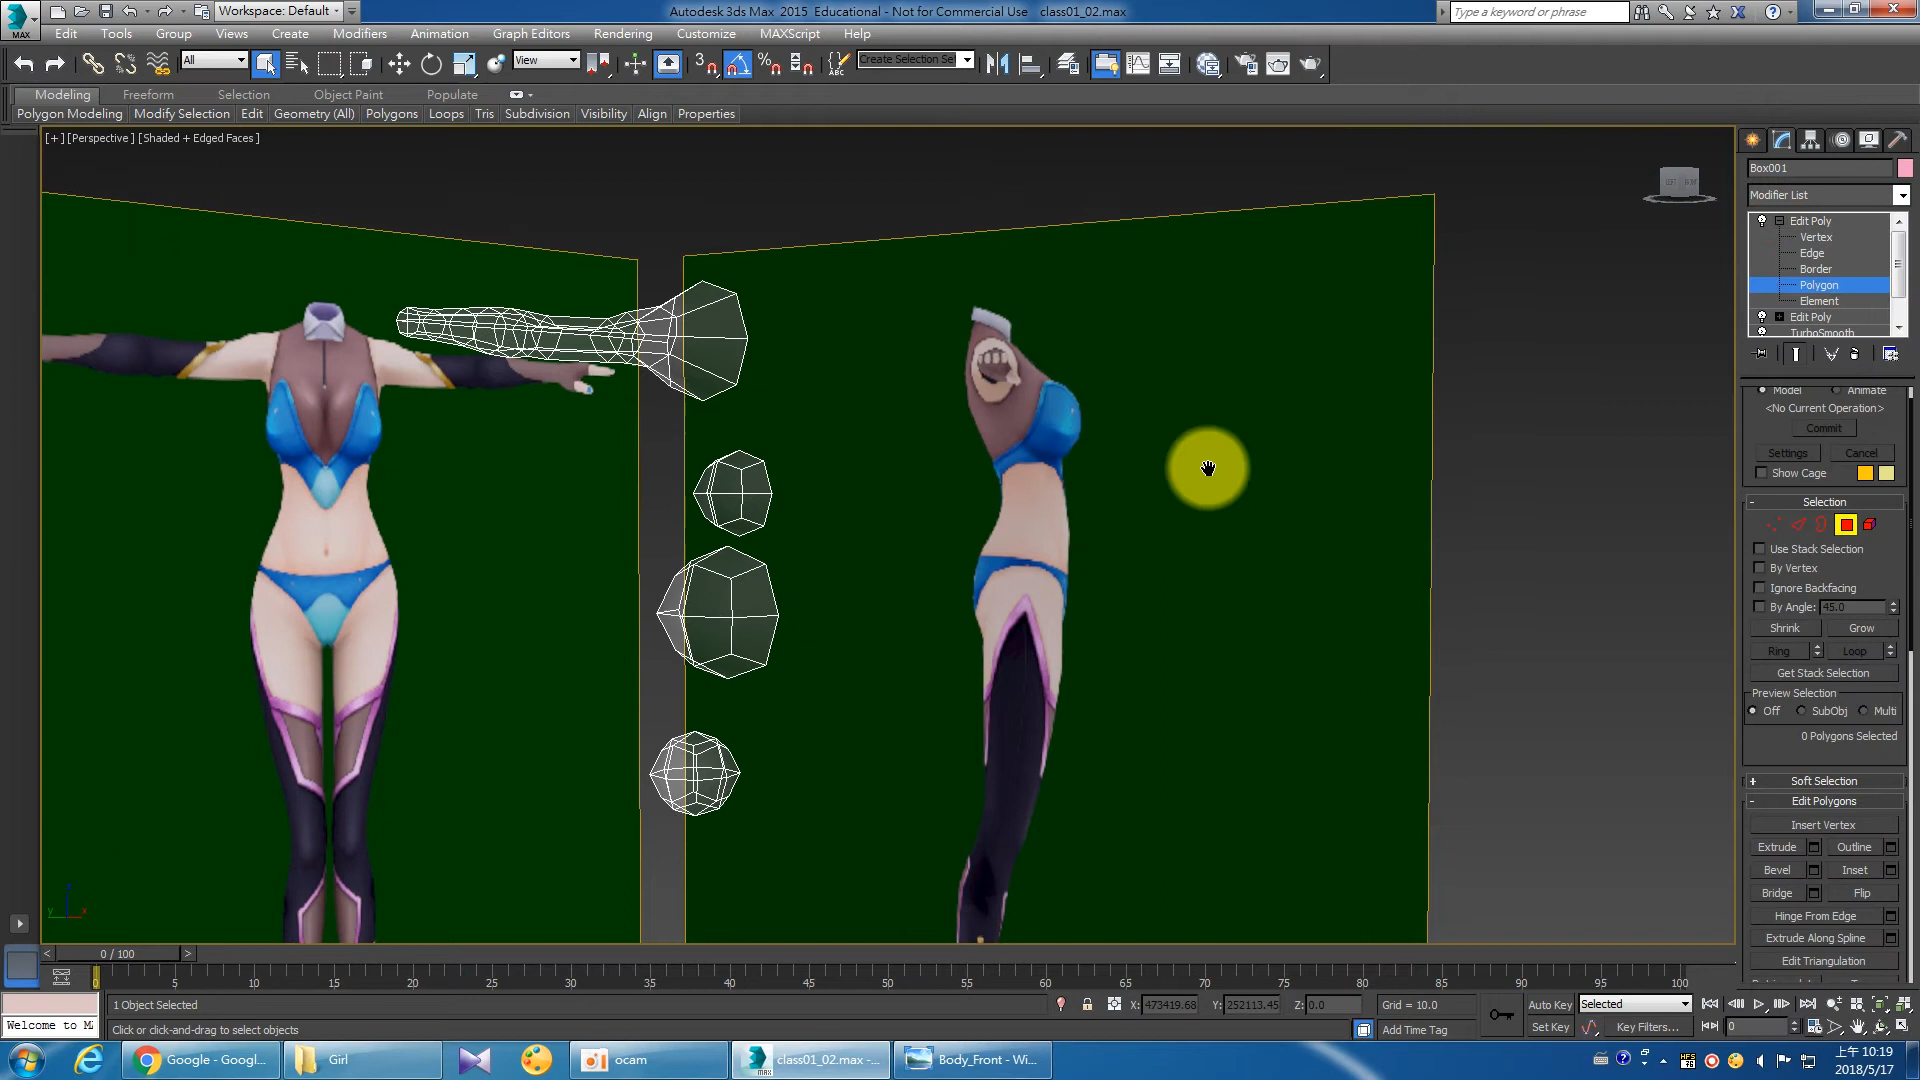 MAX
Workspace: Default
Autodesk 3ds Max 2015 Educational - Not for Commercial Use class01_02.max
Type a keyword or phrase
Edit Tools Group Views Create Modifiers Animation Graph Editors Rendering Customize MAXScript Help
All
View
3
ABC
Create Selection Set
Modeling Freeform Selection Object Paint Populate
Polygon Modeling Modify Selection Edit Geometry (All) Polygons Loops Tris Subdivision Visibility Align Properties
[+] [Perspective] [Shaded + Edged Faces]
Box001
Modifier List
Edit Poly
Vertex
Edge
Border
Polygon
Element
Edit Poly
TurboSmooth
Model Animate
<No Current Operation>
Commit
Settings Cancel
Show Cage
- Selection
Use Stack Selection
By Vertex
Ignore Backfacing
By Angle: 45.0
Shrink Grow
Ring Loop
Get Stack Selection
Preview Selection
Off SubObj Multi
0 Polygons Selected
+ Soft Selection
- Edit Polygons
Insert Vertex
Extrude Outline
Bevel Inset
Bridge Flip
Hinge From Edge
Extrude Along Spline
Edit Triangulation
z
y x
< 0 / 100 >
0 5 10 15 20 25 30 35 40 45 50 55 60 65 70 75 80 85 90 95 100
1 Object Selected
X: 473419.68 Y: 252113.45 Z: 0.0 Grid = 10.0
Auto Key Selected
Welcome to MA
Click or click-and-drag to select objects
Add Time Tag
Set Key Key Filters... 0
Google - Googl...
Girl
ocam
class01_02.max -...
Body_Front - Wi...
上午 10:19
2018/5/17